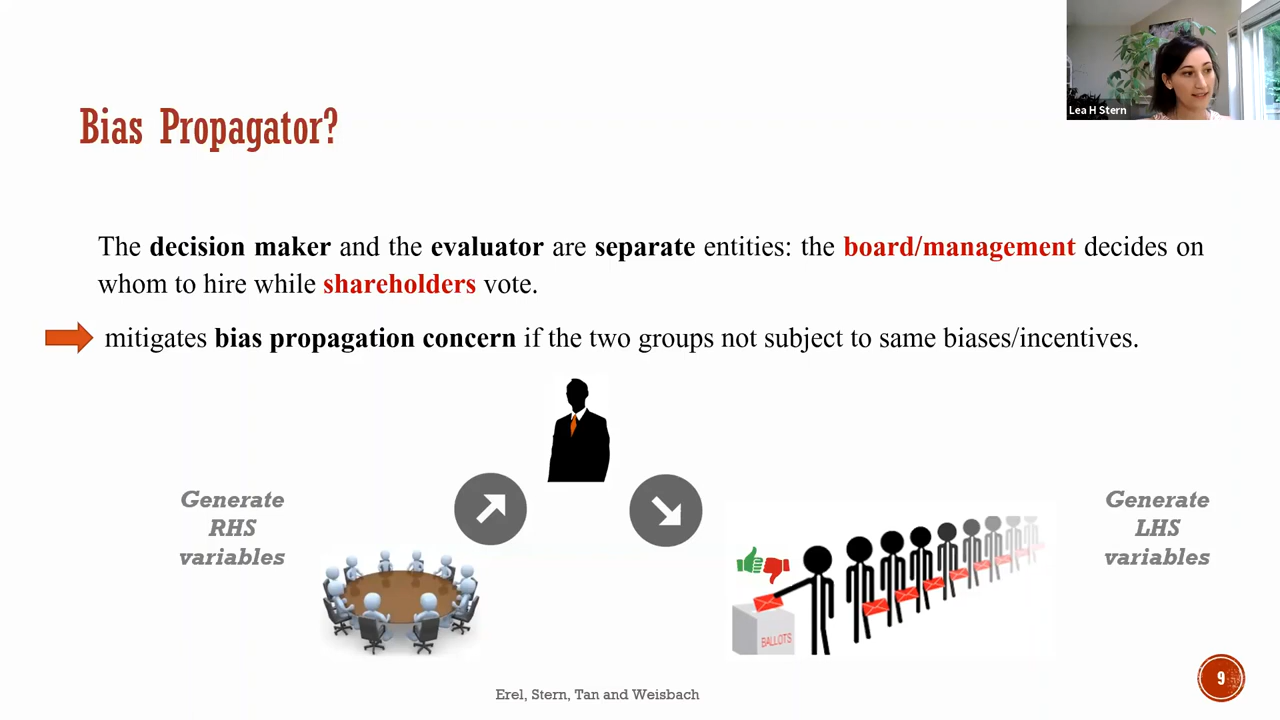 Lea H Stern
Bias Propagator?
The decision maker and the evaluator are separate entities: the board/management decides on
whom to hire while shareholders vote.
mitigates bias propagation concern if the two groups not subject to same biases/incentives.
Generate
RHS
variables
Generate
LHS
variables
BALLOTS
Erel, Stern, Tan and Weisbach
9